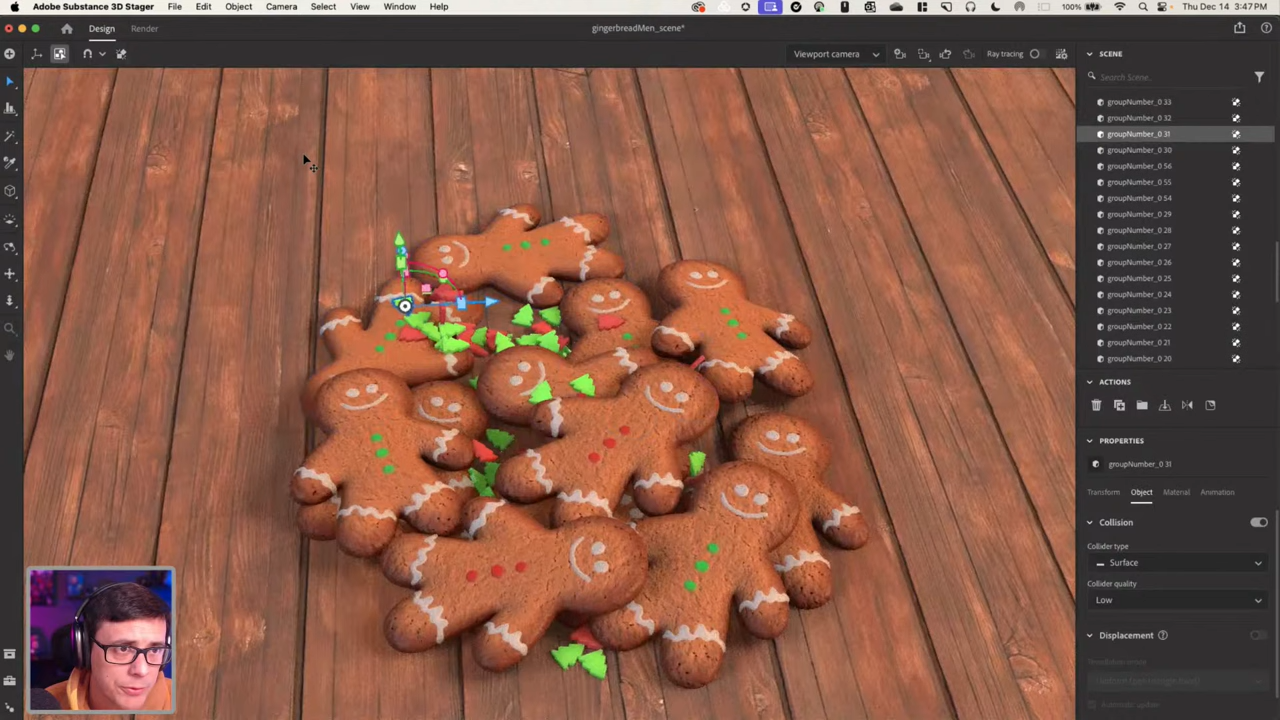 Adobe Substance 3D Stager File Edit Object Camera Select View Window Help 100% Thu Dec 14 3:47 PM
Design Render gingerbreadMen_scene*
Viewport camera Ray tracing
SCENE
Search Scene...
groupNumber_0 33
groupNumber_0 32
groupNumber_0 31
groupNumber_0 30
groupNumber_0 56
groupNumber_0 55
groupNumber_0 54
groupNumber_0 29
groupNumber_0 28
groupNumber_0 27
groupNumber_0 26
groupNumber_0 25
groupNumber_0 24
groupNumber_0 23
groupNumber_0 22
groupNumber_0 21
groupNumber_0 20
ACTIONS
PROPERTIES
groupNumber_0 31
Transform Object Material Animation
Collision
Collider type
Surface
Collider quality
Low
Displacement
Automatic update